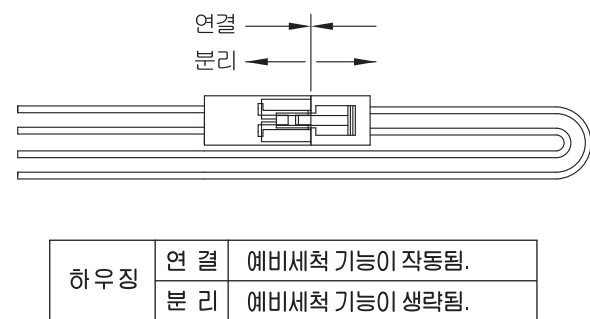 연결
분리
하우징
연 결 예비세척 기능이 작동됨.
분 리 예비세척 기능이 생략됨.